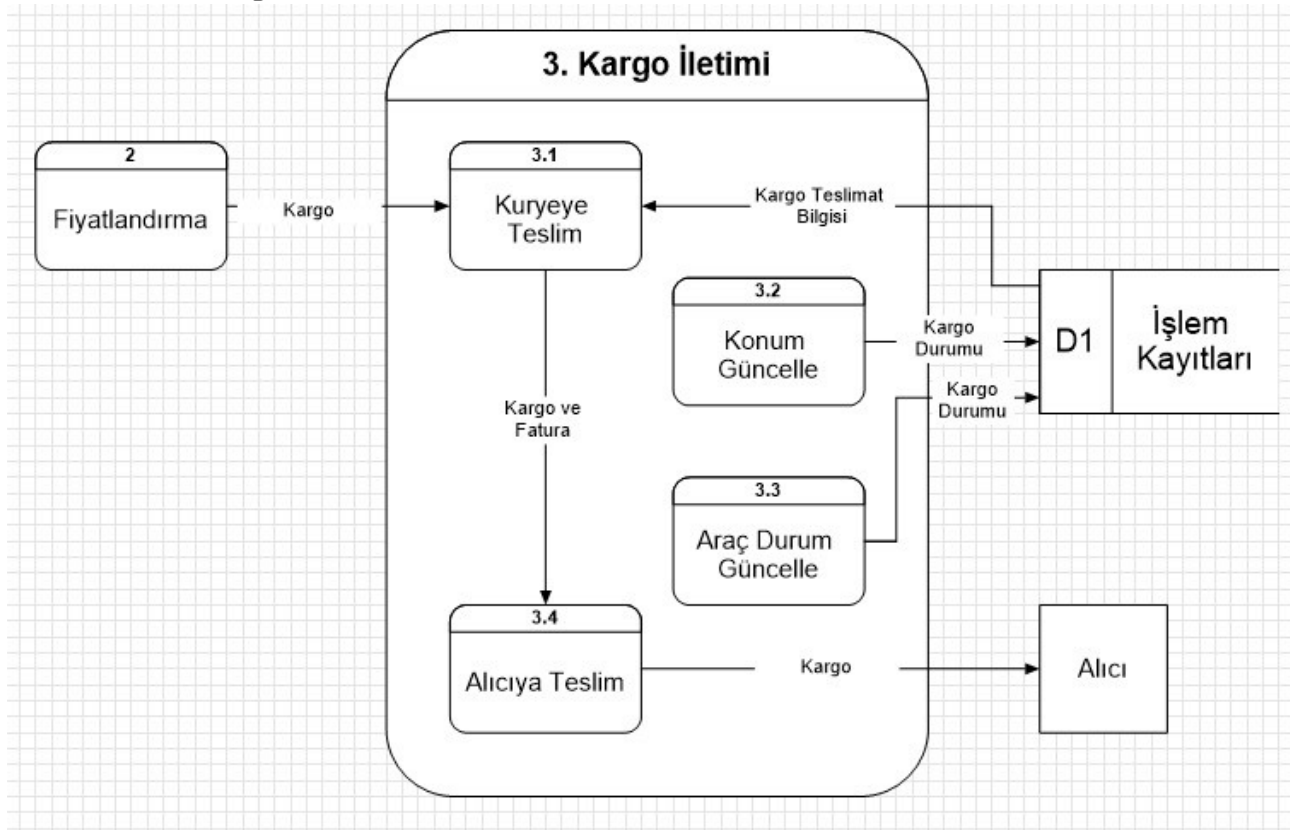 3. Kargo İletimi
2
Fiyatlandırma
Kargo
3.1
Kuryeye
Teslim
Kargo Teslimat
Bilgisi
3.2
Konum
Güncelle
Kargo
Durumu
D1
İşlem
Kayıtları
Kargo
Durumu
Kargo ve
Fatura
3.3
Araç Durum
Güncelle
3.4
Alıcıya Teslim
Kargo
Alıcı